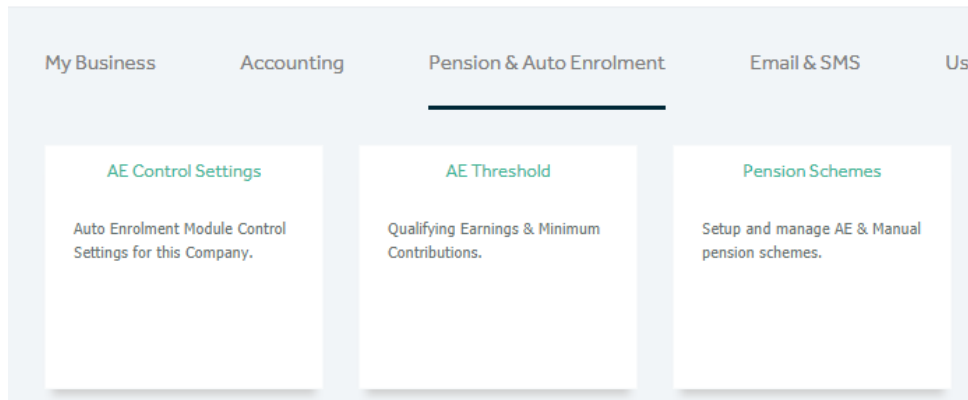 My Business Accounting Pension & Auto Enrolment Email & SMS
AE Control Settings
Auto Enrolment Module Control
Settings for this Company.
AE Threshold
Qualifying Earnings & Minimum
Contributions.
Pension Schemes
Setup and manage AE & Manual
pension schemes.